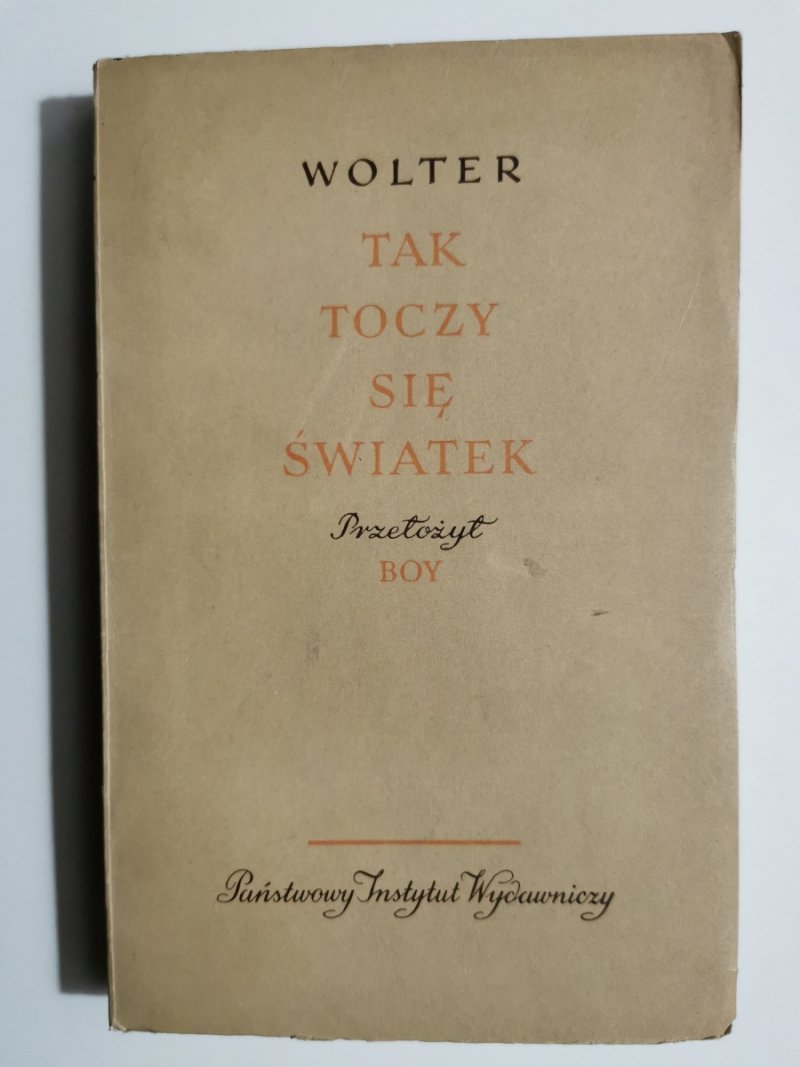 WOLTER
TAK
TOCZY
SIĘ
ŚWIATEK
Przełożył
BOY
Państwowy Instytut Wydawniczy